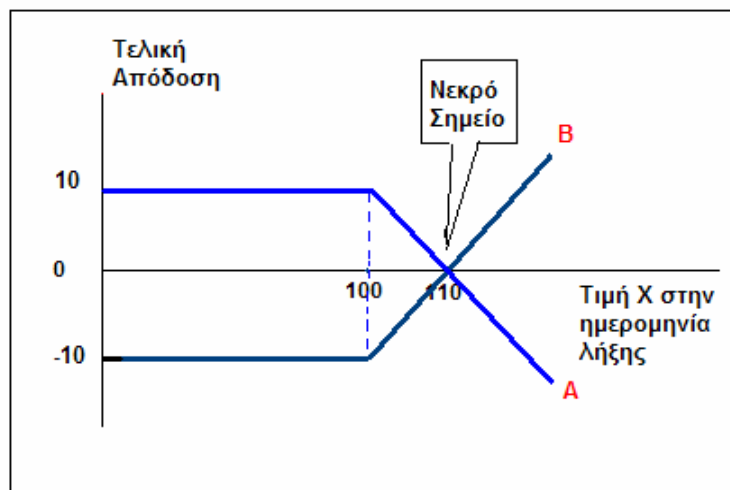 Τελική
Απόδοση
Νεκρό
Σημείο
B
10
0
100
110
Τιμή Χ στην
ημερομηνία
λήξης
-10
A